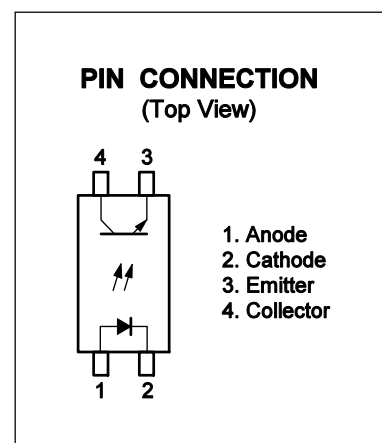 PIN CONNECTION
(Top View)
4 3
1. Anode
2. Cathode
3. Emitter
4. Collector
1 2